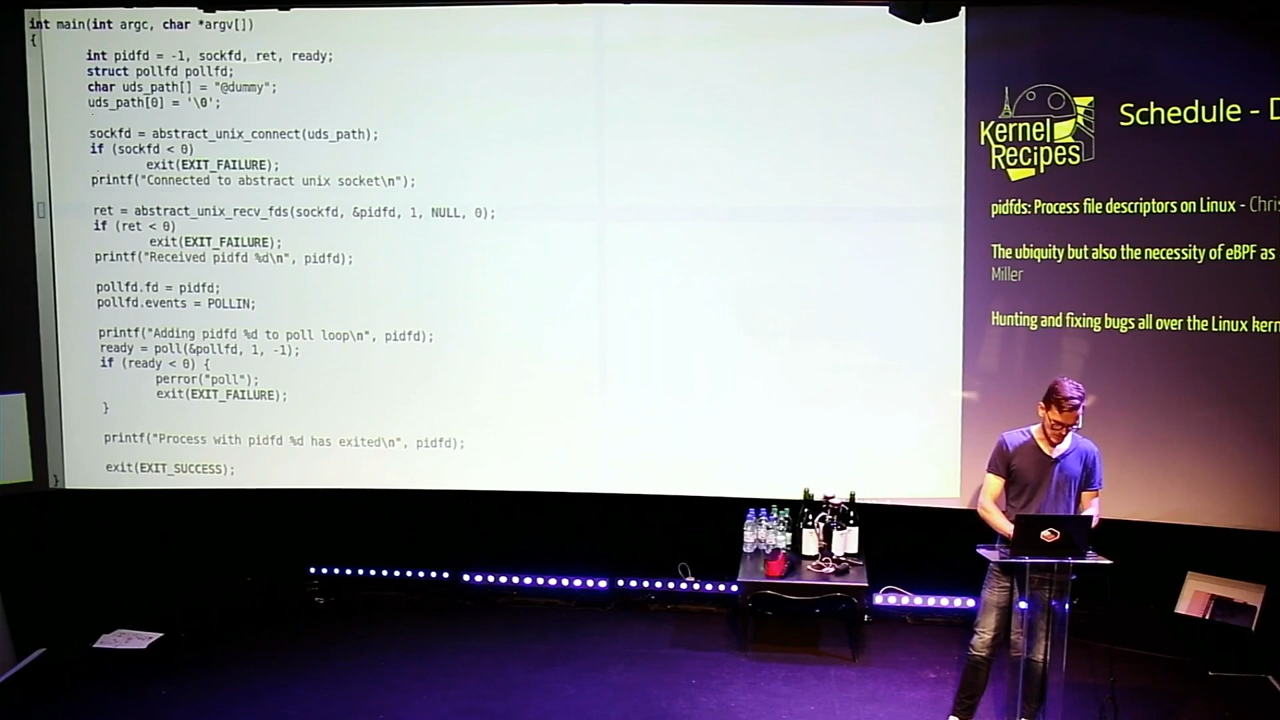 int main(int argc, char *argv[])
{
int pidfd = -1, sockfd, ret, ready;
struct pollfd pollfd;
char uds_path[] = "@dummy";
uds_path[0] = '\0';
sockfd = abstract_unix_connect(uds_path);
if (sockfd < 0)
exit(EXIT_FAILURE);
printf("Connected to abstract unix socket\n");
ret = abstract_unix_recv_fds(sockfd, &pidfd, 1, NULL, 0);
if (ret < 0)
exit(EXIT_FAILURE);
printf("Received pidfd %d\n", pidfd);
pollfd.fd = pidfd;
pollfd.events = POLLIN;
printf("Adding pidfd %d to poll loop\n", pidfd);
ready = poll(&pollfd, 1, -1);
if (ready < 0) {
perror("poll");
exit(EXIT_FAILURE);
}
printf("Process with pidfd %d has exited\n", pidfd);
exit(EXIT_SUCCESS);
}
Kernel
Recipes
Schedule - D
pidfds: Process file descriptors on Linux - Chris
The ubiquity but also the necessity of eBPF as
Miller
Hunting and fixing bugs all over the Linux kern